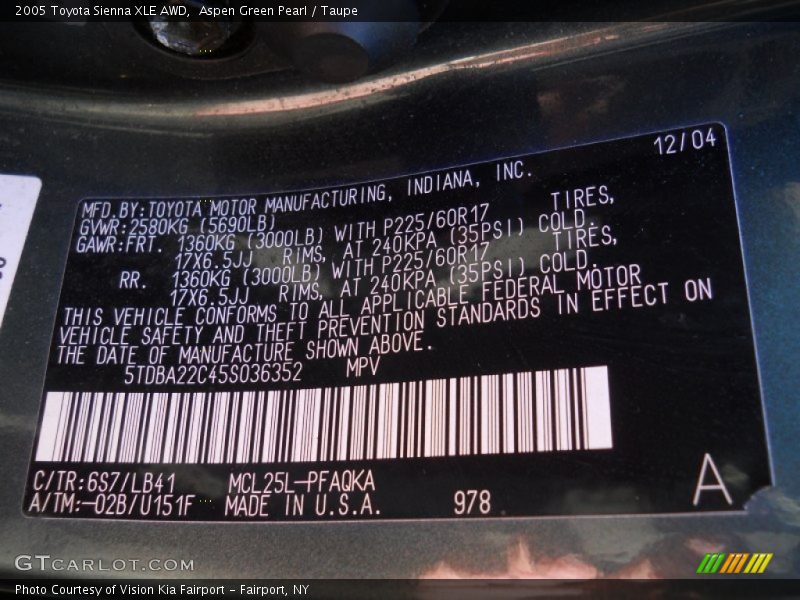 2005 Toyota Sienna XLE AWD,  Aspen Green Pearl / Taupe
12/04
MFD.BY:TOYOTA MOTOR MANUFACTURING, INDIANA, INC.
GVWR:2580KG (5690LB)
GAWR:FRT. 1360KG (3000LB) WITH P225/60R17 TIRES,
17X6.5JJ RIMS, AT 240KPA (35PSI) COLD.
RR. 1360KG (3000LB) WITH P225/60R17 TIRES,
17X6.5JJ RIMS, AT 240KPA (35PSI) COLD.
THIS VEHICLE CONFORMS TO ALL APPLICABLE FEDERAL MOTOR
VEHICLE SAFETY AND THEFT PREVENTION STANDARDS IN EFFECT ON
THE DATE OF MANUFACTURE SHOWN ABOVE.
5TDBA22C45S036352 MPV
C/TR:6S7/LB41 MCL25L-PFAQKA
A/TM:-02B/U151F MADE IN U.S.A. 978
A
GTCARLOT.COM
Photo Courtesy of Vision Kia Fairport - Fairport, NY